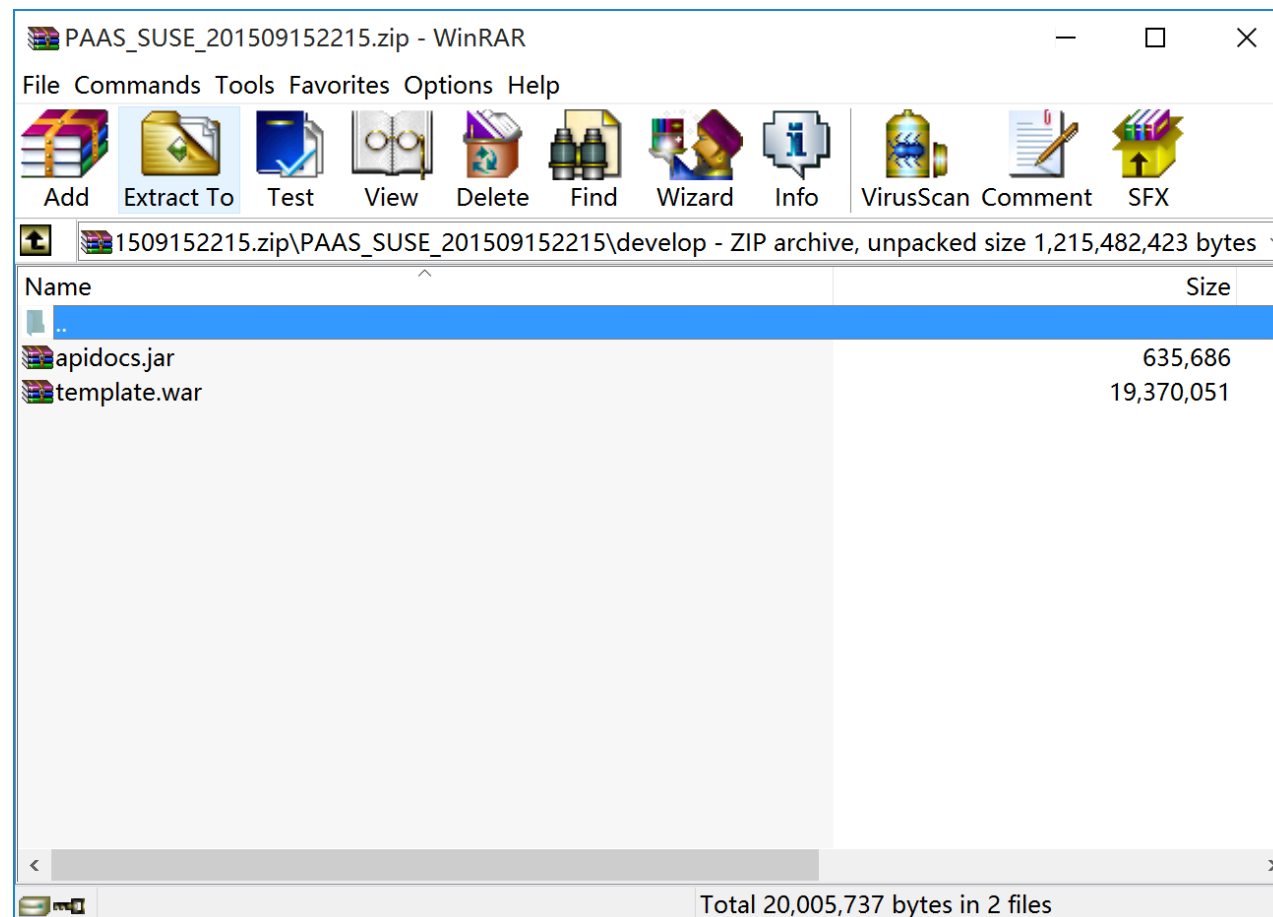 PAAS_SUSE_201509152215.zip - WinRAR
File Commands Tools Favorites Options Help
Add Extract To Test View Delete Find Wizard Info VirusScan Comment SFX
1509152215.zip\PAAS_SUSE_201509152215\develop - ZIP archive, unpacked size 1,215,482,423 bytes
Name Size
..
apidocs.jar 635,686
template.war 19,370,051
Total 20,005,737 bytes in 2 files